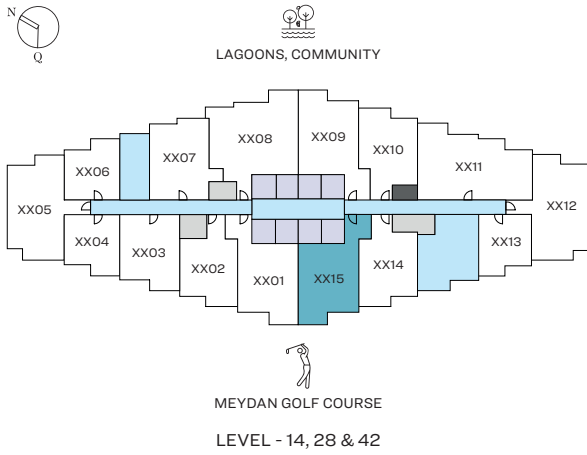 N
Q
LAGOONS, COMMUNITY
XX08
XX09
XX07
XX10
XX06
XX11
XX05
XX12
XX04
XX03
XX02
XX01
XX15
XX14
XX13
MEYDAN GOLF COURSE
LEVEL - 14, 28 & 42